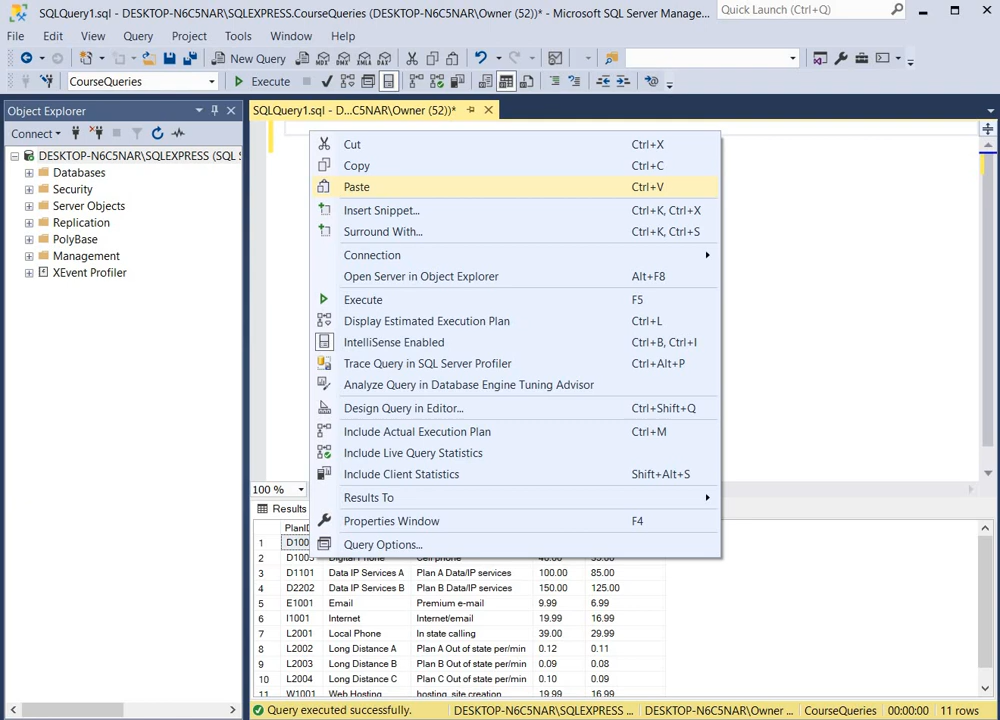 SQLQuery1.sql - DESKTOP-N6C5NAR\SQLEXPRESS.CourseQueries (DESKTOP-N6C5NAR\Owner (52))* - Microsoft SQL Server Manage...
Quick Launch (Ctrl+Q)
File Edit View Query Project Tools Window Help
New Query
MDX DMX XMLA DAX
CourseQueries
Execute
Object Explorer
SQLQuery1.sql - D...C5NAR\Owner (52))*
Connect
DESKTOP-N6C5NAR\SQLEXPRESS (SQL S
Databases
Security
Server Objects
Replication
PolyBase
Management
XEvent Profiler
Cut Ctrl+X
Copy Ctrl+C
Paste Ctrl+V
Insert Snippet... Ctrl+K, Ctrl+X
Surround With... Ctrl+K, Ctrl+S
Connection
Open Server in Object Explorer Alt+F8
Execute F5
Display Estimated Execution Plan Ctrl+L
IntelliSense Enabled Ctrl+B, Ctrl+I
Trace Query in SQL Server Profiler Ctrl+Alt+P
Analyze Query in Database Engine Tuning Advisor
Design Query in Editor... Ctrl+Shift+Q
Include Actual Execution Plan Ctrl+M
Include Live Query Statistics
Include Client Statistics Shift+Alt+S
Results To
Properties Window F4
Query Options...
100 %
Results
PlanID
1 D100
2 D1003 Digital Phone Cell phone
3 D1101 Data IP Services A Plan A Data/IP services 100.00 85.00
4 D2202 Data IP Services B Plan B Data/IP services 150.00 125.00
5 E1001 Email Premium e-mail 9.99 6.99
6 I1001 Internet Internet/email 19.99 16.99
7 L2001 Local Phone In state calling 39.00 29.99
8 L2002 Long Distance A Plan A Out of state per/min 0.12 0.11
9 L2003 Long Distance B Plan B Out of state per/min 0.09 0.08
10 L2004 Long Distance C Plan C Out of state per/min 0.10 0.09
11 W1001 Web Hosting hosting, site creation 19.99 16.99
Query executed successfully. DESKTOP-N6C5NAR\SQLEXPRESS ... DESKTOP-N6C5NAR\Owner ... CourseQueries 00:00:00 11 rows